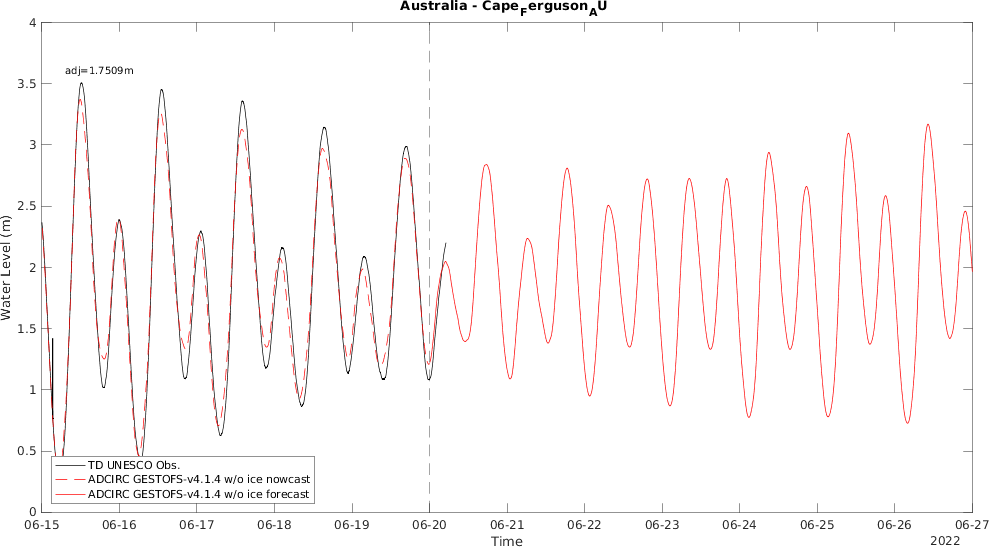 Australia - CapeFergusonAU
adj=1.7509m
Water Level (m)
4
3.5
3
2.5
2
1.5
1
0.5
0
TD UNESCO Obs.
ADCIRC GESTOFS-v4.1.4 w/o ice nowcast
ADCIRC GESTOFS-v4.1.4 w/o ice forecast
06-15 06-16 06-17 06-18 06-19 06-20 06-21 06-22 06-23 06-24 06-25 06-26 06-27
Time
2022